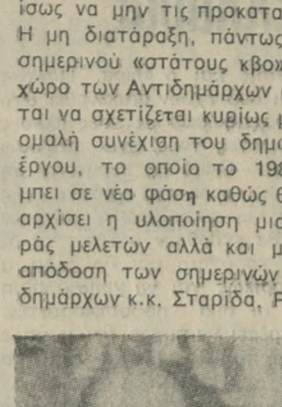 ίσως να μην τις προκατα
Η μη διατάραξη, πάντως
σημερινού «στάτους κβο»
χώρο των Αντιδημάρχων
ται να σχετίζεται κυρίως μ
ομαλή συνέχιση του δημο
έργου, το οποίο το 198
μπει σε νέα φάση καθώς θ
αρχίσει η υλοποίηση μια
ράς μελετών αλλά και μ
απόδοση των σημερινών
δημάρχων κ.κ. Σταρίδα, Ρ